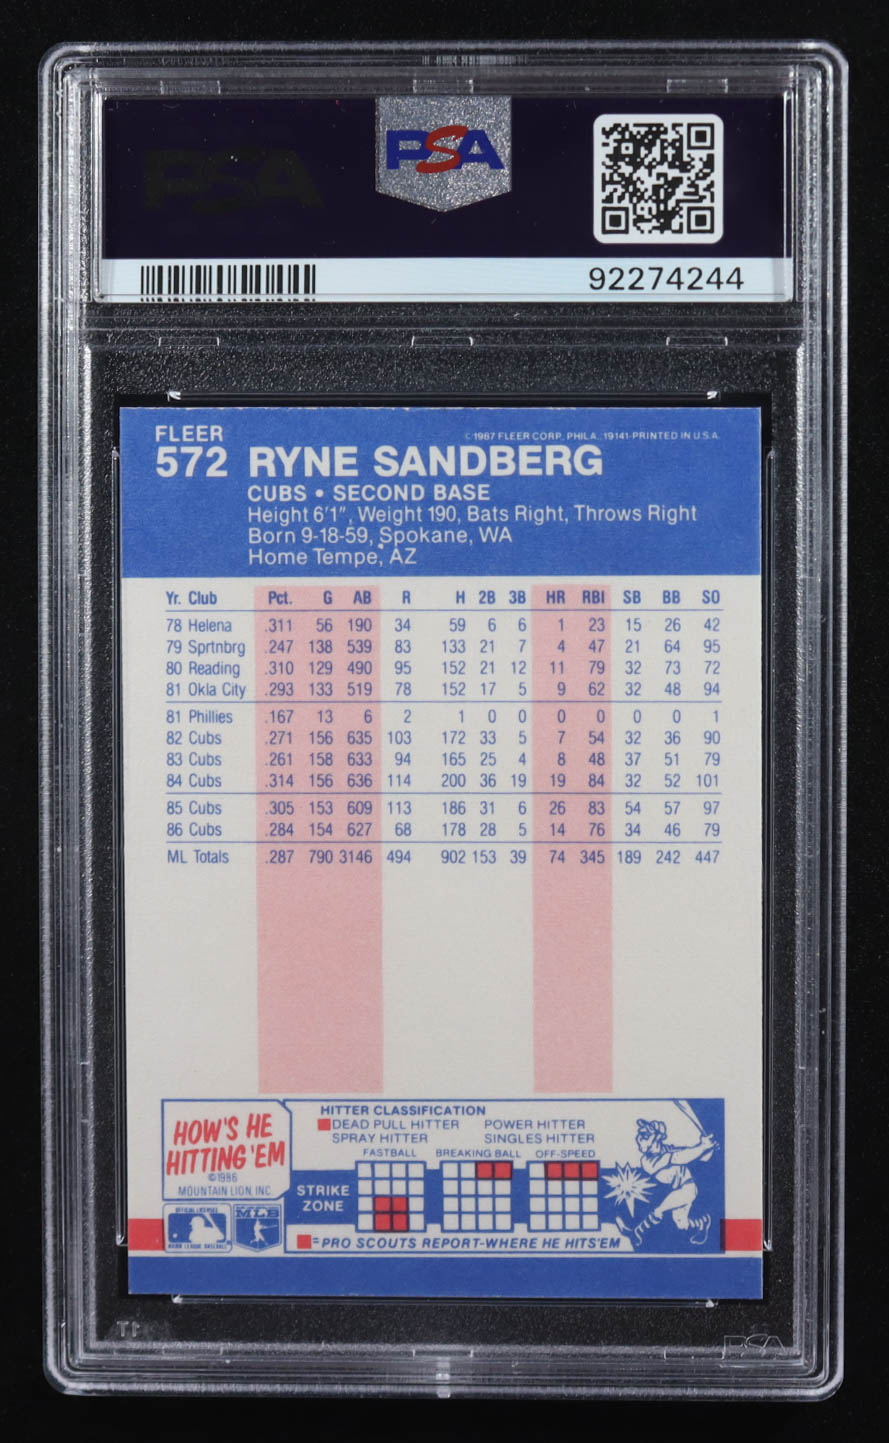 PSA
PSA
92274244
FLEER
© 1987 FLEER CORP., PHILA., 19141-PRINTED IN U.S.A.
572 RYNE SANDBERG
CUBS • SECOND BASE
Height 6'1", Weight 190, Bats Right, Throws Right
Born 9-18-59, Spokane, WA
Home Tempe, AZ
Yr. Club Pct. G AB R H 2B 3B HR RBI SB BB SO
78 Helena .311 56 190 34 59 6 6 1 23 15 26 42
79 Sprtnbrg .247 138 539 83 133 21 7 4 47 21 64 95
80 Reading .310 129 490 95 152 21 12 11 79 32 73 72
81 Okla City .293 133 519 78 152 17 5 9 62 32 48 94
81 Phillies .167 13 6 2 1 0 0 0 0 0 0 1
82 Cubs .271 156 635 103 172 33 5 7 54 32 36 90
83 Cubs .261 158 633 94 165 25 4 8 48 37 51 79
84 Cubs .314 156 636 114 200 36 19 19 84 32 52 101
85 Cubs .305 153 609 113 186 31 6 26 83 54 57 97
86 Cubs .284 154 627 68 178 28 5 14 76 34 46 79
ML Totals .287 790 3146 494 902 153 39 74 345 189 242 447
HOW'S HE
HITTING 'EM
©1986
MOUNTAIN LION, INC.
HITTER CLASSIFICATION
DEAD PULL HITTER POWER HITTER
SPRAY HITTER SINGLES HITTER
FASTBALL BREAKING BALL OFF-SPEED
STRIKE
ZONE
=PRO SCOUTS REPORT-WHERE HE HITS 'EM
OFFICIAL LICENSEE
MAJOR LEAGUE BASEBALL
MLB
PSA